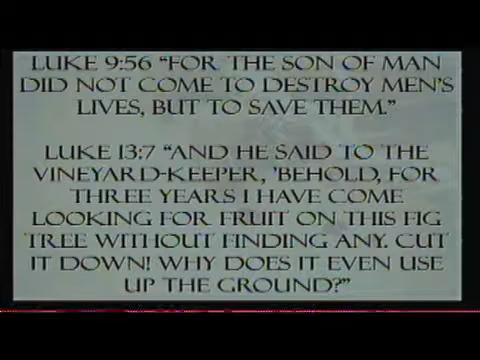 LUKE 9:56 “FOR THE SON OF MAN
DID NOT COME TO DESTROY MEN'S
LIVES, BUT TO SAVE THEM.”
LUKE 13:7 “AND HE SAID TO THE
VINEYARD-KEEPER, 'BEHOLD, FOR
THREE YEARS I HAVE COME
LOOKING FOR FRUIT ON THIS FIG
TREE WITHOUT FINDING ANY. CUT
IT DOWN! WHY DOES IT EVEN USE
UP THE GROUND?”